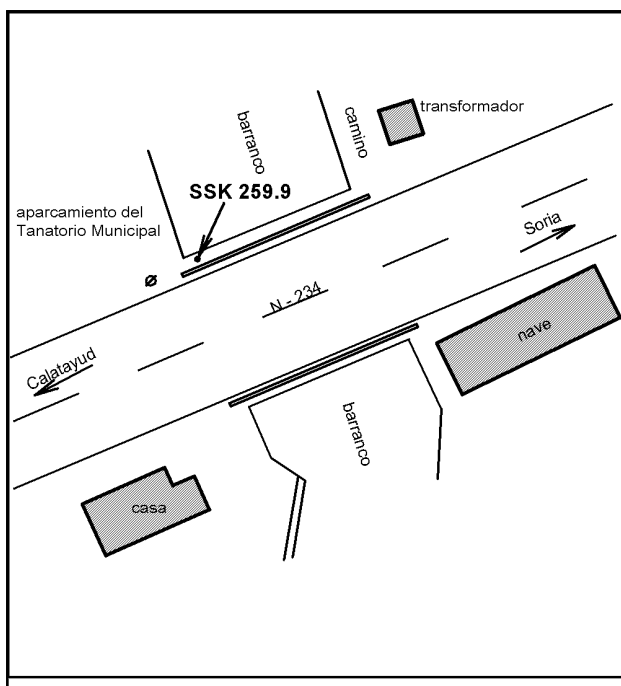 transformador
camino
barranco
SSK 259.9
aparcamiento del
Tanatorio Municipal
Soria
N - 234
nave
Calatayud
barranco
casa